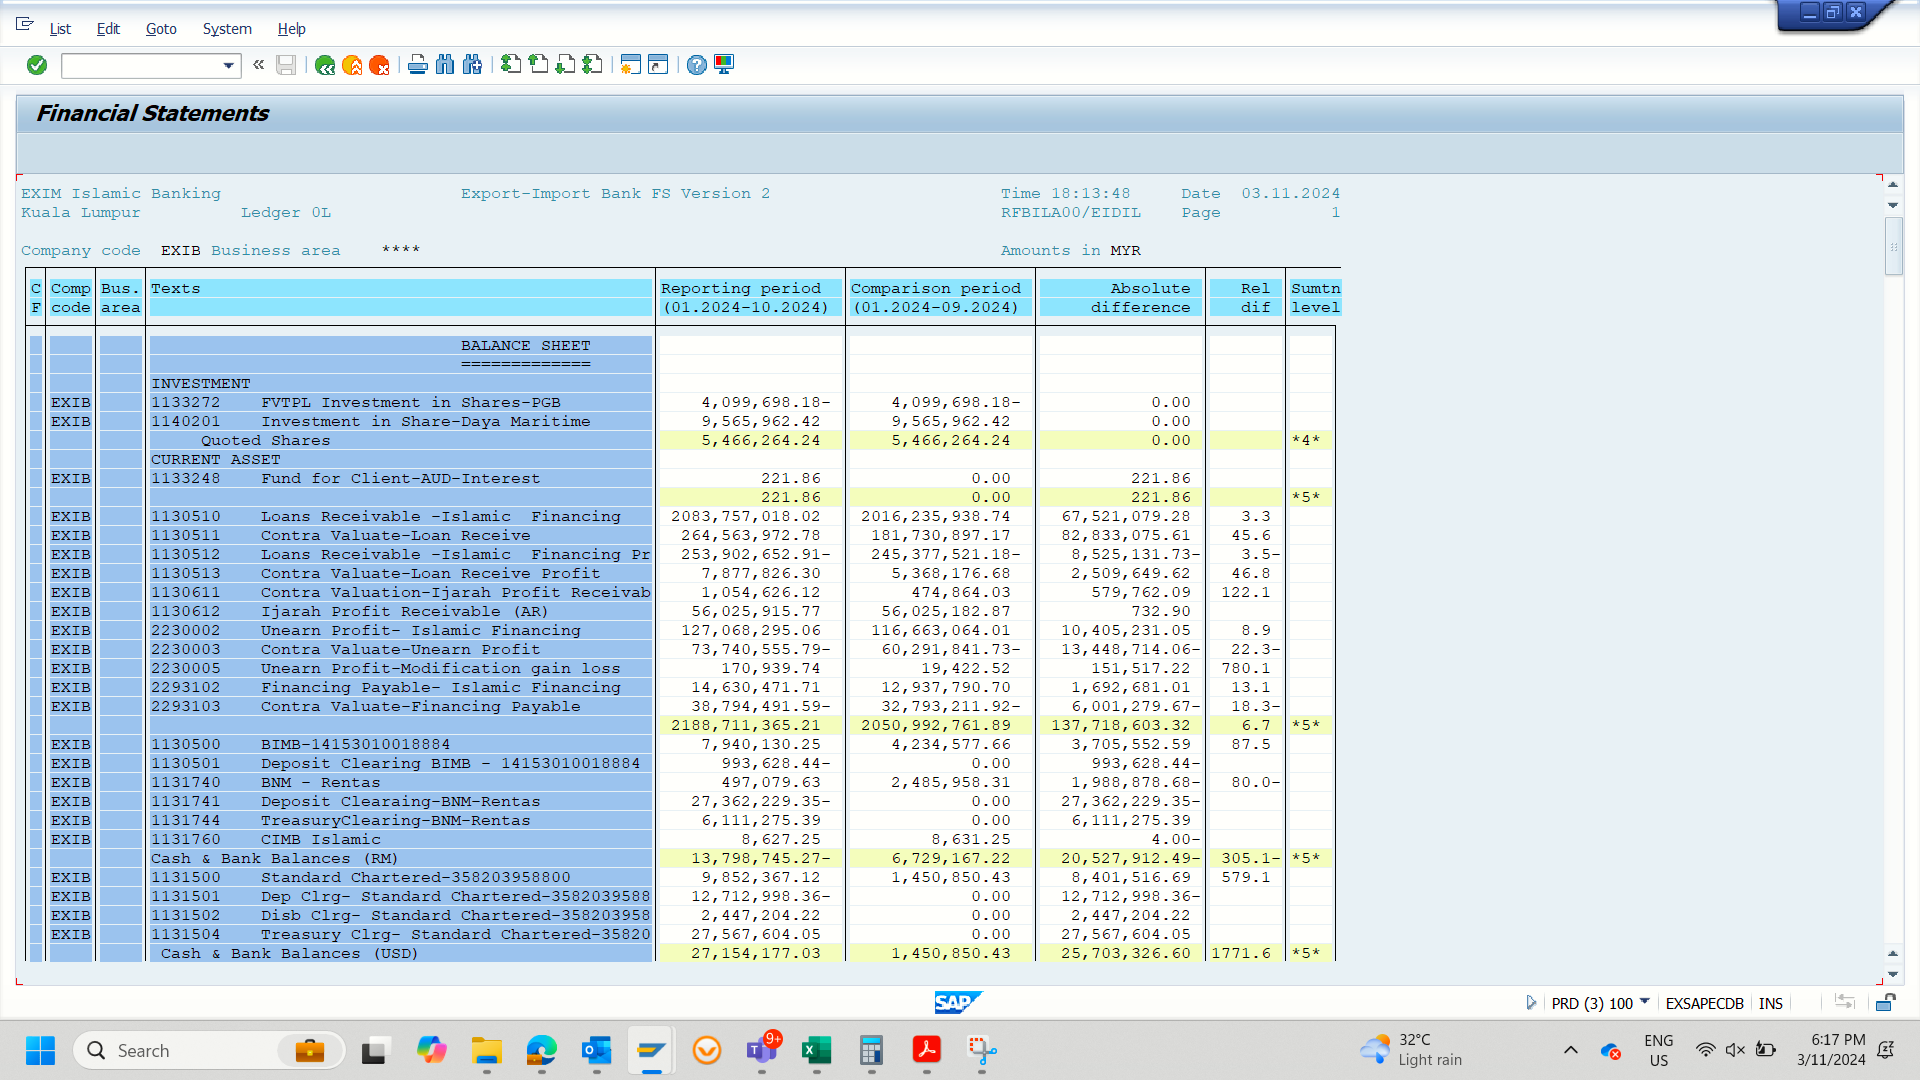 List Edit Goto System Help
Financial Statements
EXIM Islamic Banking Export-Import Bank FS Version 2 Time 18:13:48 Date 03.11.2024
Kuala Lumpur Ledger 0L RFBILA00/EIDIL Page 1
Company code EXIB Business area **** Amounts in MYR
C Comp Bus. Texts Reporting period Comparison period Absolute Rel Sumtn
F code area (01.2024-10.2024) (01.2024-09.2024) difference dif level
BALANCE SHEET
=============
INVESTMENT
EXIB 1133272 FVTPL Investment in Shares-PGB 4,099,698.18- 4,099,698.18- 0.00
EXIB 1140201 Investment in Share-Daya Maritime 9,565,962.42 9,565,962.42 0.00
Quoted Shares 5,466,264.24 5,466,264.24 0.00 *4*
CURRENT ASSET
EXIB 1133248 Fund for Client-AUD-Interest 221.86 0.00 221.86
221.86 0.00 221.86 *5*
EXIB 1130510 Loans Receivable -Islamic Financing 2083,757,018.02 2016,235,938.74 67,521,079.28 3.3
EXIB 1130511 Contra Valuate-Loan Receive 264,563,972.78 181,730,897.17 82,833,075.61 45.6
EXIB 1130512 Loans Receivable -Islamic Financing Pr 253,902,652.91- 245,377,521.18- 8,525,131.73- 3.5-
EXIB 1130513 Contra Valuate-Loan Receive Profit 7,877,826.30 5,368,176.68 2,509,649.62 46.8
EXIB 1130611 Contra Valuation-Ijarah Profit Receivab 1,054,626.12 474,864.03 579,762.09 122.1
EXIB 1130612 Ijarah Profit Receivable (AR) 56,025,915.77 56,025,182.87 732.90
EXIB 2230002 Unearn Profit- Islamic Financing 127,068,295.06 116,663,064.01 10,405,231.05 8.9
EXIB 2230003 Contra Valuate-Unearn Profit 73,740,555.79- 60,291,841.73- 13,448,714.06- 22.3-
EXIB 2230005 Unearn Profit-Modification gain loss 170,939.74 19,422.52 151,517.22 780.1
EXIB 2293102 Financing Payable- Islamic Financing 14,630,471.71 12,937,790.70 1,692,681.01 13.1
EXIB 2293103 Contra Valuate-Financing Payable 38,794,491.59- 32,793,211.92- 6,001,279.67- 18.3-
2188,711,365.21 2050,992,761.89 137,718,603.32 6.7 *5*
EXIB 1130500 BIMB-14153010018884 7,940,130.25 4,234,577.66 3,705,552.59 87.5
EXIB 1130501 Deposit Clearing BIMB - 14153010018884 993,628.44- 0.00 993,628.44-
EXIB 1131740 BNM - Rentas 497,079.63 2,485,958.31 1,988,878.68- 80.0-
EXIB 1131741 Deposit Clearaing-BNM-Rentas 27,362,229.35- 0.00 27,362,229.35-
EXIB 1131744 TreasuryClearing-BNM-Rentas 6,111,275.39 0.00 6,111,275.39
EXIB 1131760 CIMB Islamic 8,627.25 8,631.25 4.00-
Cash & Bank Balances (RM) 13,798,745.27- 6,729,167.22 20,527,912.49- 305.1- *5*
EXIB 1131500 Standard Chartered-358203958800 9,852,367.12 1,450,850.43 8,401,516.69 579.1
EXIB 1131501 Dep Clrg- Standard Chartered-3582039588 12,712,998.36- 0.00 12,712,998.36-
EXIB 1131502 Disb Clrg- Standard Chartered-358203958 2,447,204.22 0.00 2,447,204.22
EXIB 1131504 Treasury Clrg- Standard Chartered-35820 27,567,604.05 0.00 27,567,604.05
Cash & Bank Balances (USD) 27,154,177.03 1,450,850.43 25,703,326.60 1771.6 *5*
SAP PRD (3) 100 EXSAPECDB INS
Search 9+ 32°C ENG 6:17 PM
Light rain US 3/11/2024